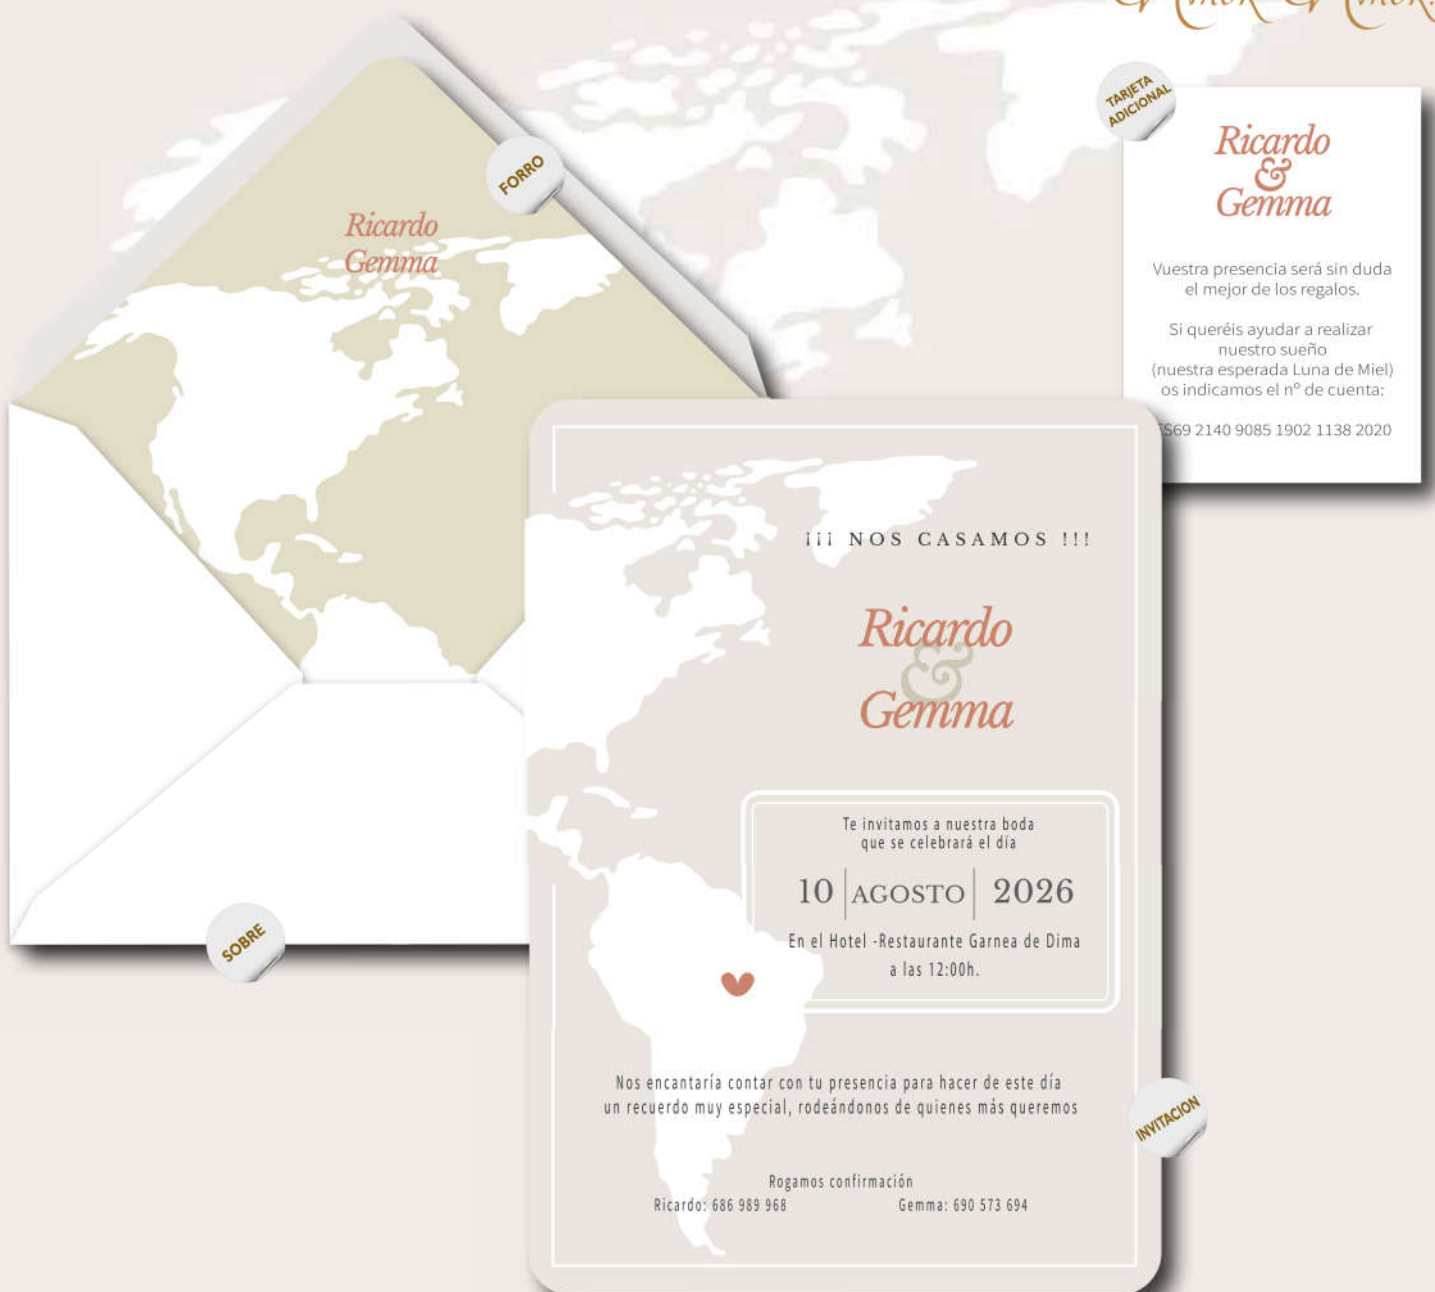 Amor Amor
TARJETA
ADICIONAL
Ricardo
&
Gemma
Vuestra presencia será sin duda
el mejor de los regalos.
Si queréis ayudar a realizar
nuestro sueño
(nuestra esperada Luna de Miel)
os indicamos el nº de cuenta:
S69 2140 9085 1902 1138 2020
FORRO
Ricardo
Gemma
SOBRE
¡¡¡ NOS CASAMOS !!!
Ricardo
&
Gemma
Te invitamos a nuestra boda
que se celebrará el día
10 | AGOSTO | 2026
En el Hotel -Restaurante Garnea de Dima
a las 12:00h.
Nos encantaría contar con tu presencia para hacer de este día
un recuerdo muy especial, rodeándonos de quienes más queremos
Rogamos confirmación
Ricardo: 686 989 968 Gemma: 690 573 694
INVITACION